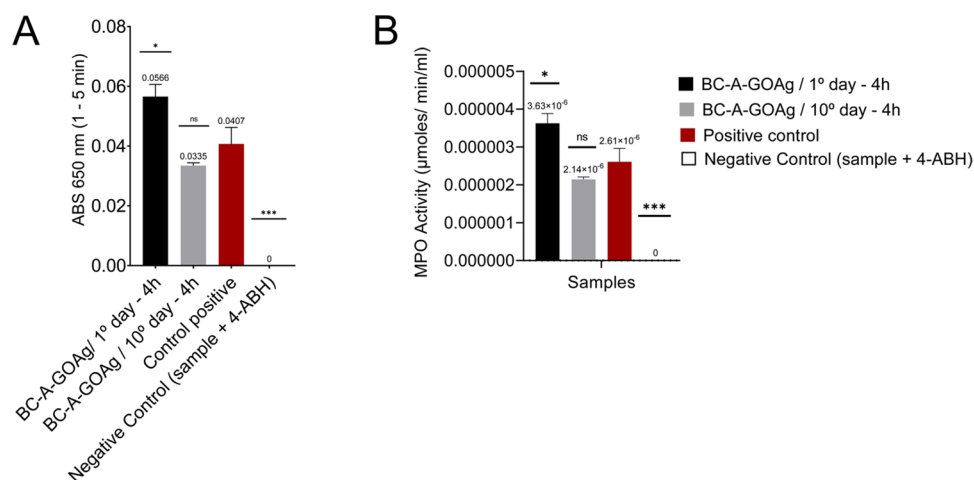 A
ABS 650 nm (1 - 5 min)
0.08
0.06
0.04
0.02
0.00
*
0.0566
ns
0.0335
0.0407
***
0
BC-A-GOAg/ 1º day - 4h
BC-A-GOAg / 10º day - 4h
Control positive
Negative Control (sample + 4-ABH)
B
MPO Activity (μmoles/ min/ml)
0.000005
0.000004
0.000003
0.000002
0.000001
0.000000
*
3.63×10⁻⁶
ns
2.14×10⁻⁶
2.61×10⁻⁶
***
0
Samples
BC-A-GOAg / 1º day - 4h
BC-A-GOAg / 10º day - 4h
Positive control
Negative Control (sample + 4-ABH)